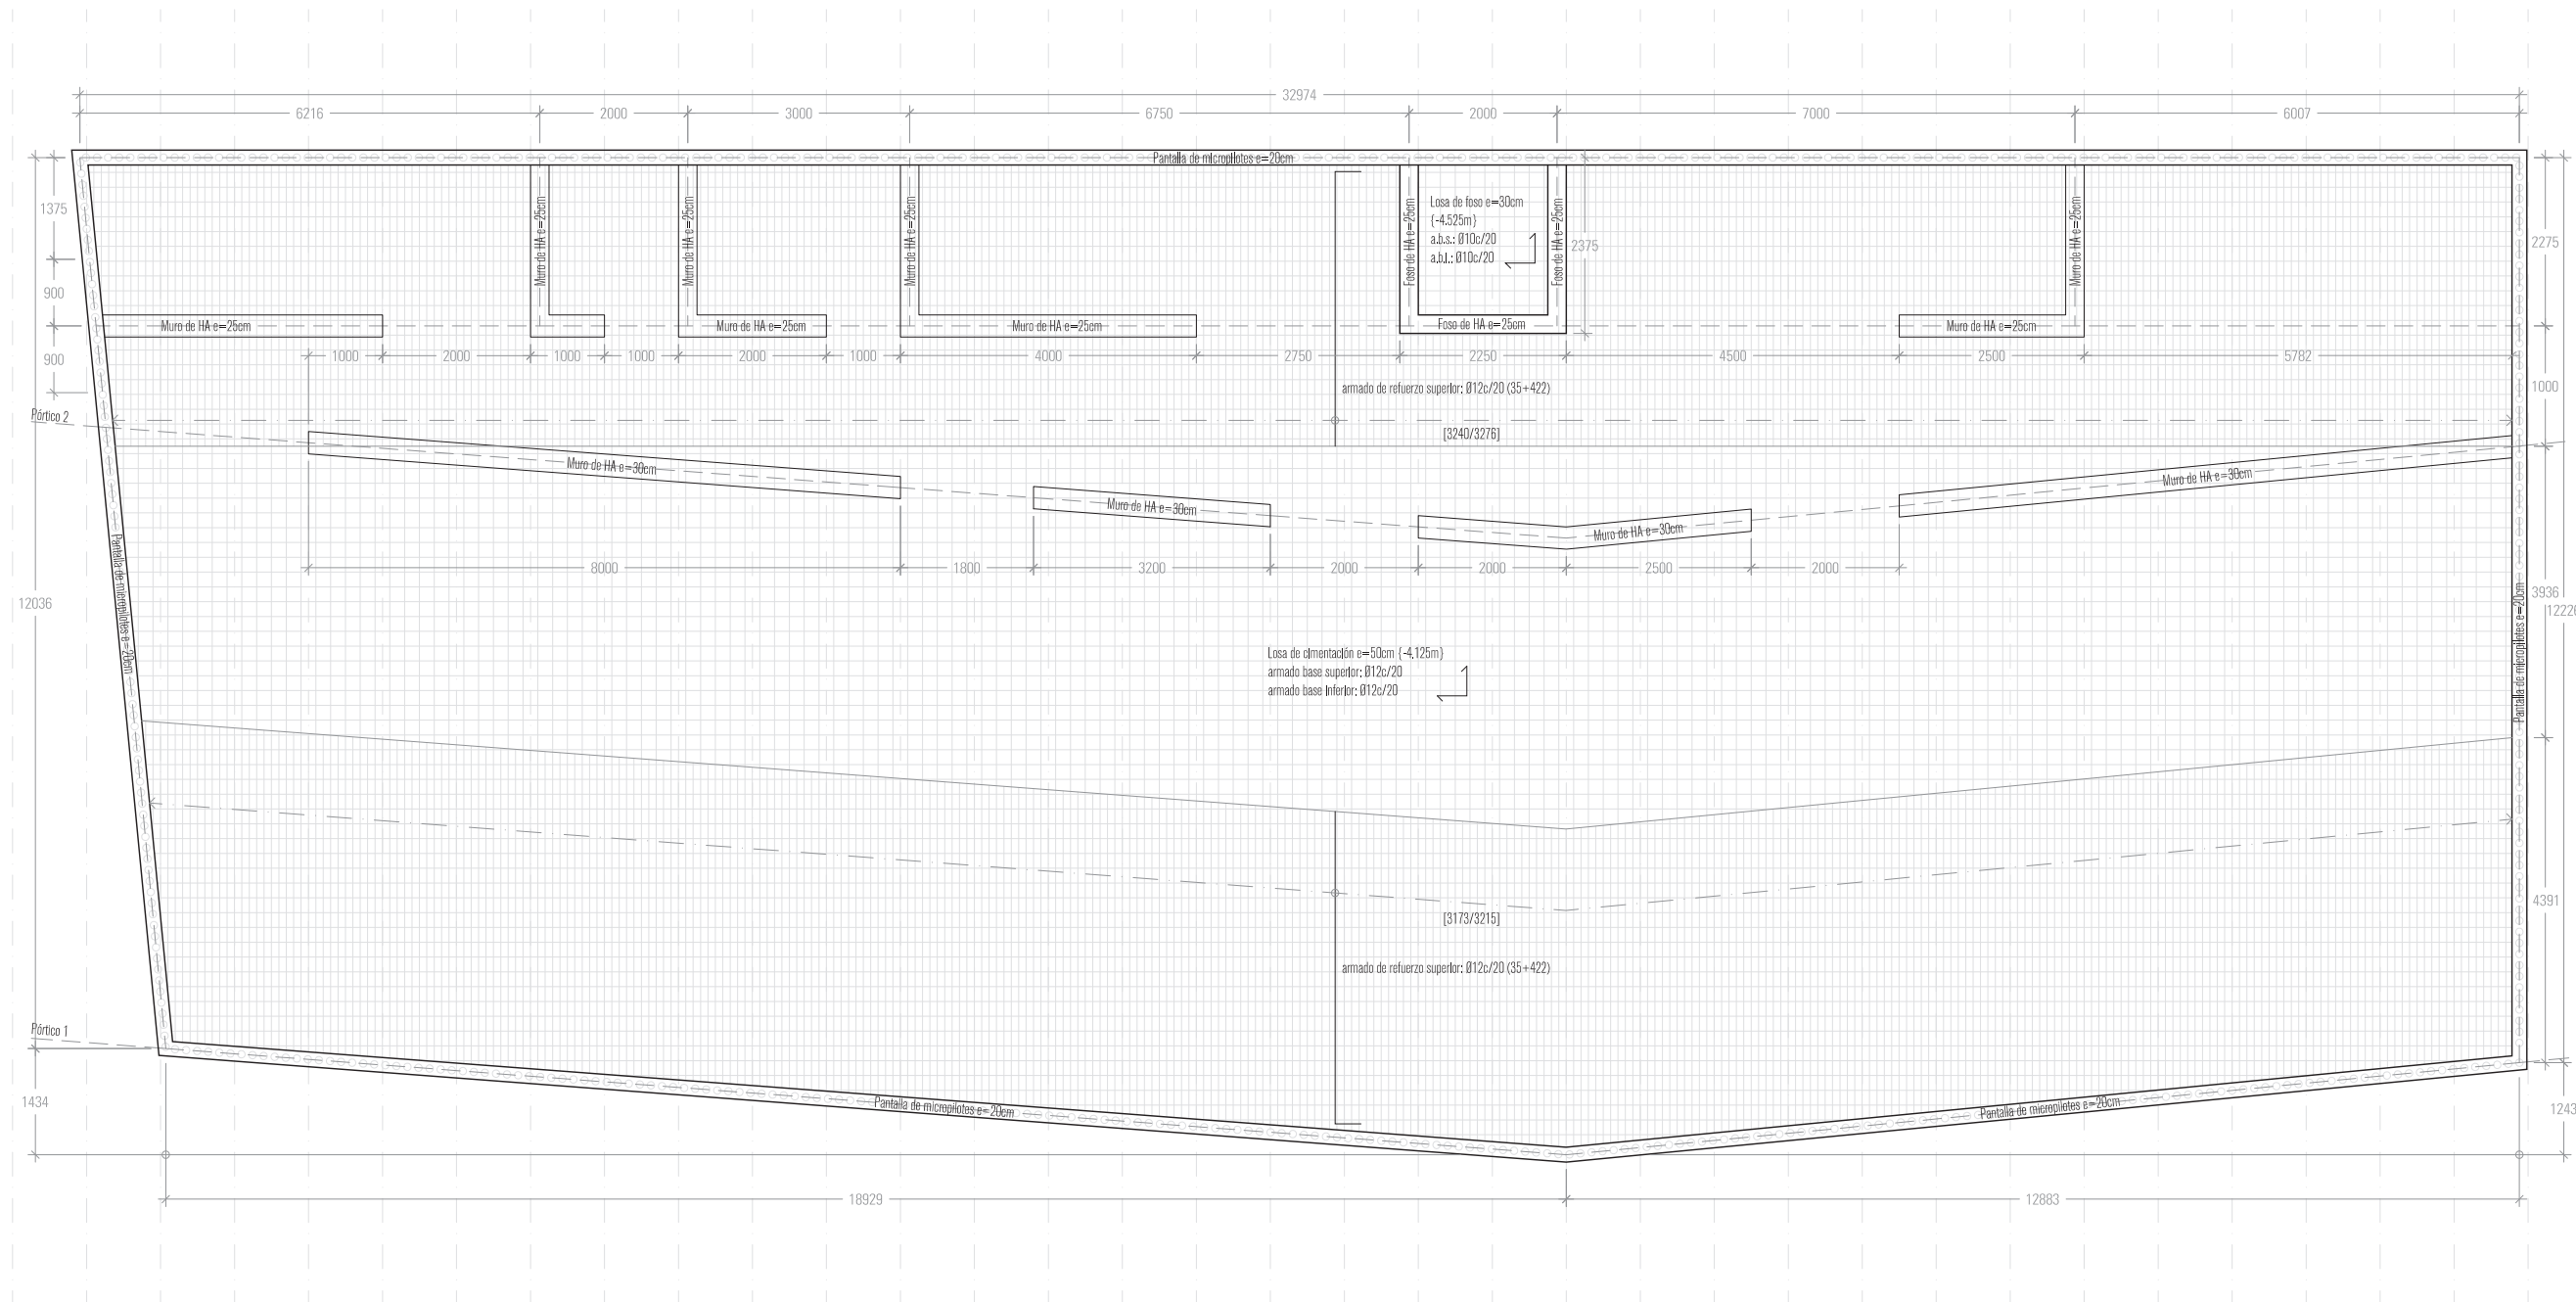 32974
6216
2000
3000
6750
2000
7000
6007
Pantalla de micropilotes e=20cm
1375
900
900
Muro de HA e=25cm
Muro de HA e=25cm
Muro de HA e=25cm
Foso de HA e=25cm
Losa de foso e=30cm
{-4.525m}
a.b.s.: Ø10c/20
a.b.i.: Ø10c/20
Foso de HA e=25cm
2375
Muro de HA e=25cm
2275
Muro de HA e=25cm
Muro de HA e=25cm
Muro de HA e=25cm
Foso de HA e=25cm
Muro de HA e=25cm
1000
2000
1000
1000
2000
1000
4000
2750
2250
4500
2500
5782
1000
armado de refuerzo superior: Ø12c/20 (35+422)
Pórtico 2
[3240/3276]
Muro de HA e=30cm
Muro de HA e=30cm
Muro de HA e=30cm
Muro de HA e=30cm
Pantalla de micropilotes e=20cm
8000
1800
3200
2000
2000
2500
2000
12036
3936
Pantalla de micropilotes e=20cm
Losa de cimentación e=50cm {-4.125m}
armado base superior: Ø12c/20
armado base inferior: Ø12c/20
4391
[3173/3215]
armado de refuerzo superior: Ø12c/20 (35+422)
Pórtico 1
1434
Pantalla de micropilotes e=20cm
Pantalla de micropilotes e=20cm
18929
12883